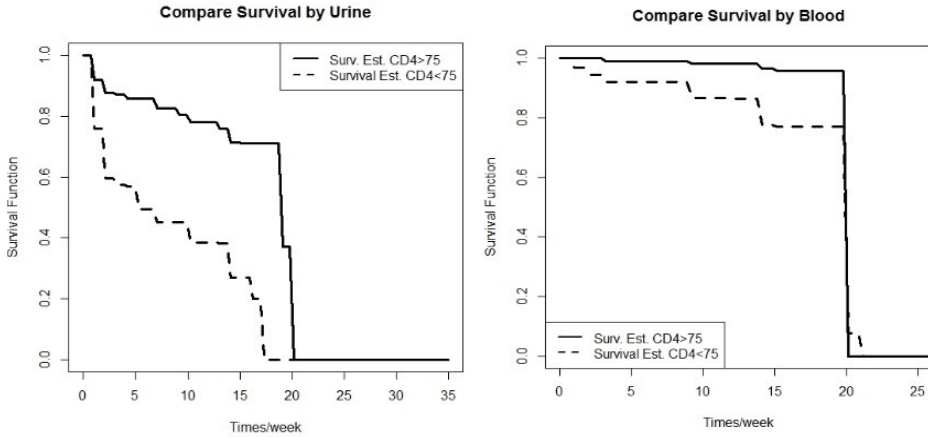 Compare Survival by Urine
Surv. Est. CD4>75
Survival Est. CD4<75
Survival Function
0.0 0.2 0.4 0.6 0.8 1.0
0 5 10 15 20 25 30 35
Times/week
Compare Survival by Blood
Survival Function
0.0 0.2 0.4 0.6 0.8 1.0
Surv. Est. CD4>75
Survival Est. CD4<75
0 5 10 15 20 25
Times/week